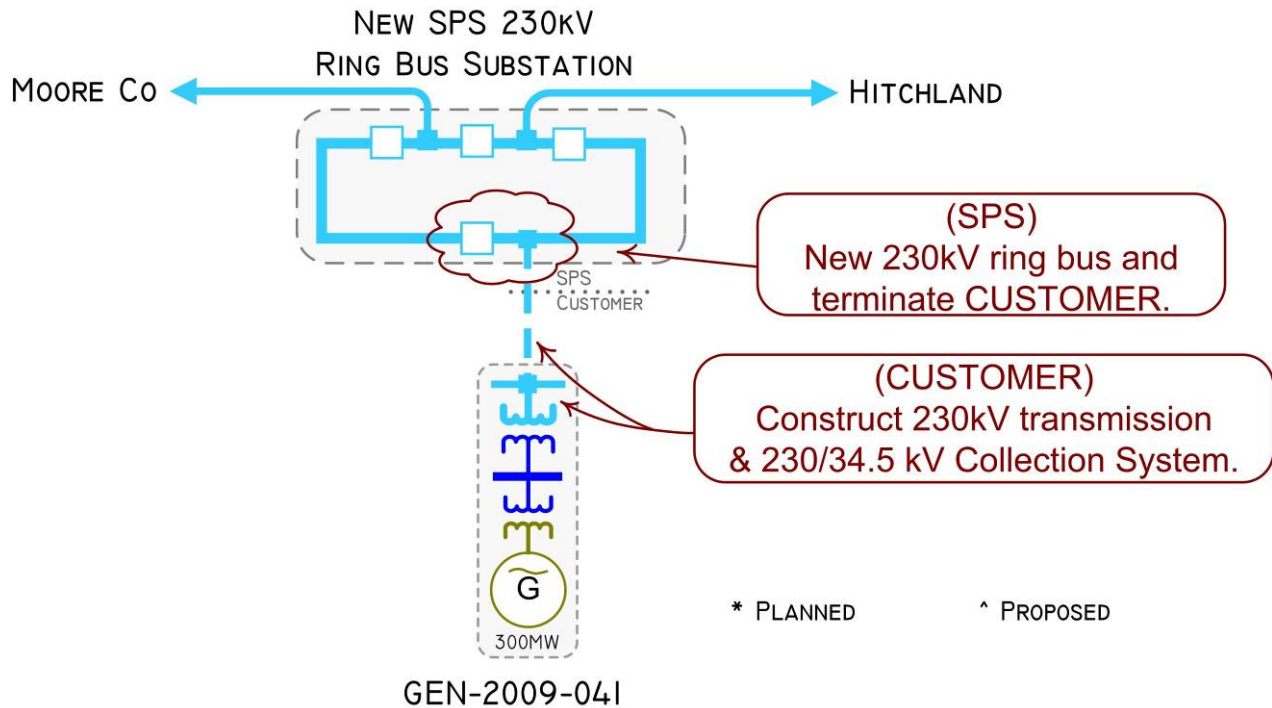 New SPS 230kV
Ring Bus Substation
Moore Co
Hitchland
(SPS)
New 230kV ring bus and
terminate CUSTOMER.
SPS
Customer
(CUSTOMER)
Construct 230kV transmission
& 230/34.5 kV Collection System.
G
300MW
* Planned
^ Proposed
GEN-2009-04I